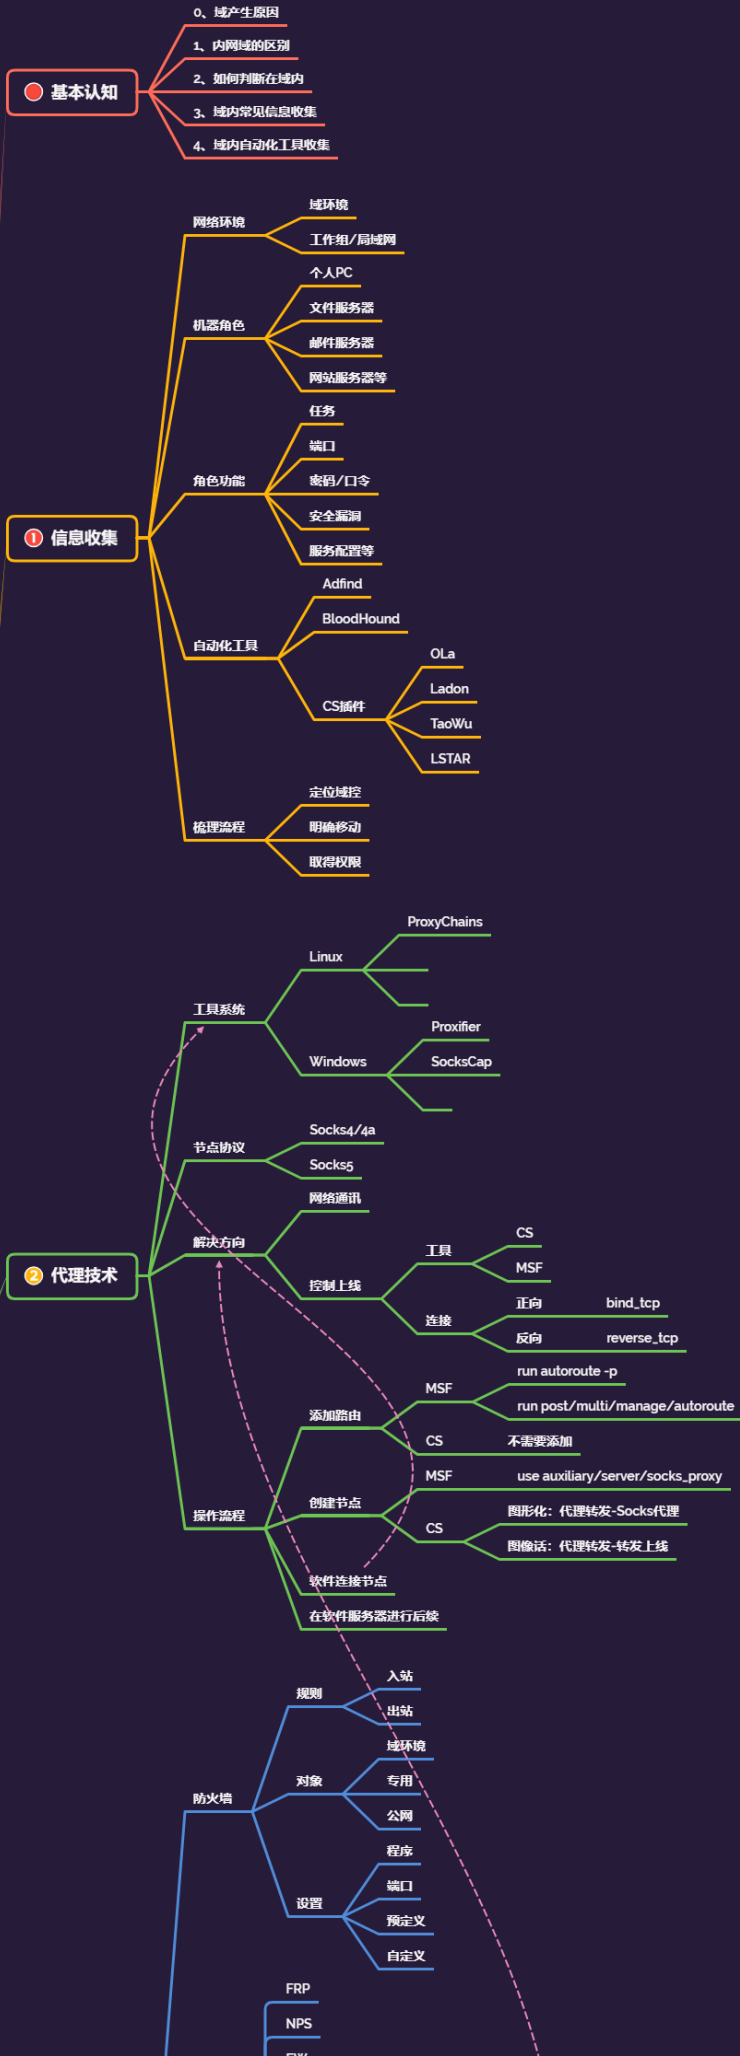 0、域产生原因
1、内网域的区别
2、如何判断在域内
基本认知
3、域内常见信息收集
4、域内自动化工具收集
域环境
网络环境
工作组/局域网
个人PC
文件服务器
机器角色
邮件服务器
网站服务器等
任务
端口
角色功能
密码/口令
安全漏洞
1 信息收集
服务配置等
Adfind
BloodHound
自动化工具
OLa
Ladon
CS插件
TaoWu
LSTAR
定位域控
梳理流程
明确移动
取得权限
ProxyChains
Linux
工具系统
Proxifier
Windows
SocksCap
Socks4/4a
节点协议
Socks5
网络通讯
解决方向
CS
工具
MSF
2 代理技术
控制上线
正向 bind_tcp
连接
反向 reverse_tcp
run autoroute -p
MSF
run post/multi/manage/autoroute
添加路由
CS 不需要添加
MSF use auxiliary/server/socks_proxy
创建节点
图形化：代理转发-Socks代理
操作流程
CS
图像话：代理转发-转发上线
软件连接节点
在软件服务器进行后续
入站
规则
出站
域环境
对象
专用
防火墙
公网
程序
端口
设置
预定义
自定义
FRP
NPS